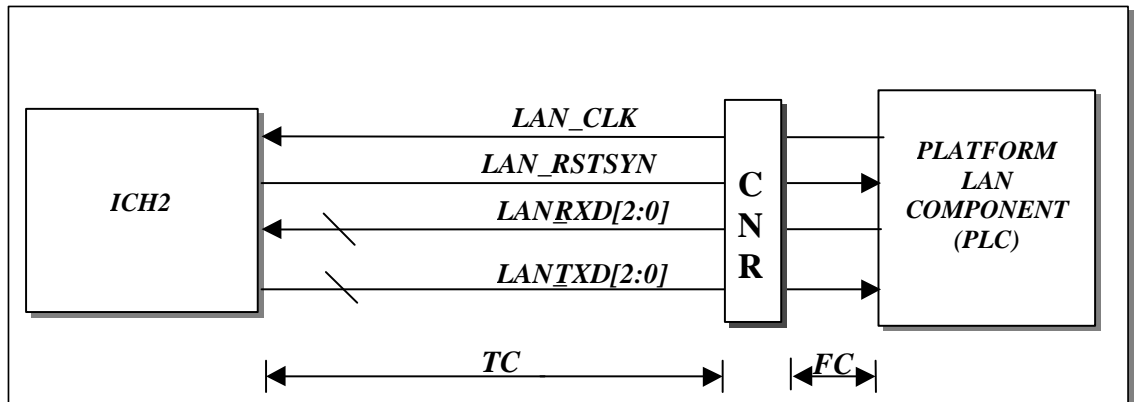 LAN_CLK
LAN_RSTSYN
LANRXD[2:0]
LANTXD[2:0]
ICH2
C
N
R
PLATFORM
LAN
COMPONENT
(PLC)
TC
FC